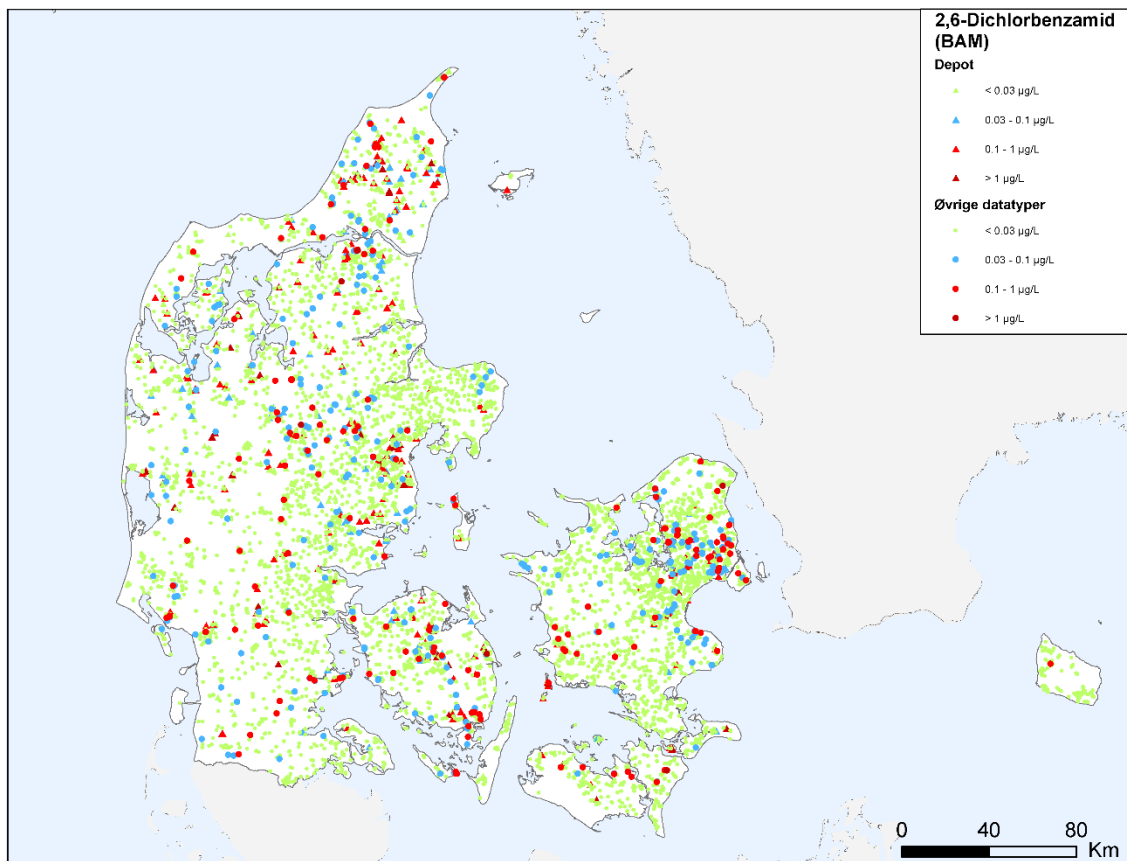 2,6-Dichlorbenzamid
(BAM)
Depot
< 0.03 µg/L
0.03 - 0.1 µg/L
0.1 - 1 µg/L
> 1 µg/L
Øvrige datatyper
< 0.03 µg/L
0.03 - 0.1 µg/L
0.1 - 1 µg/L
> 1 µg/L
0 40 80
Km